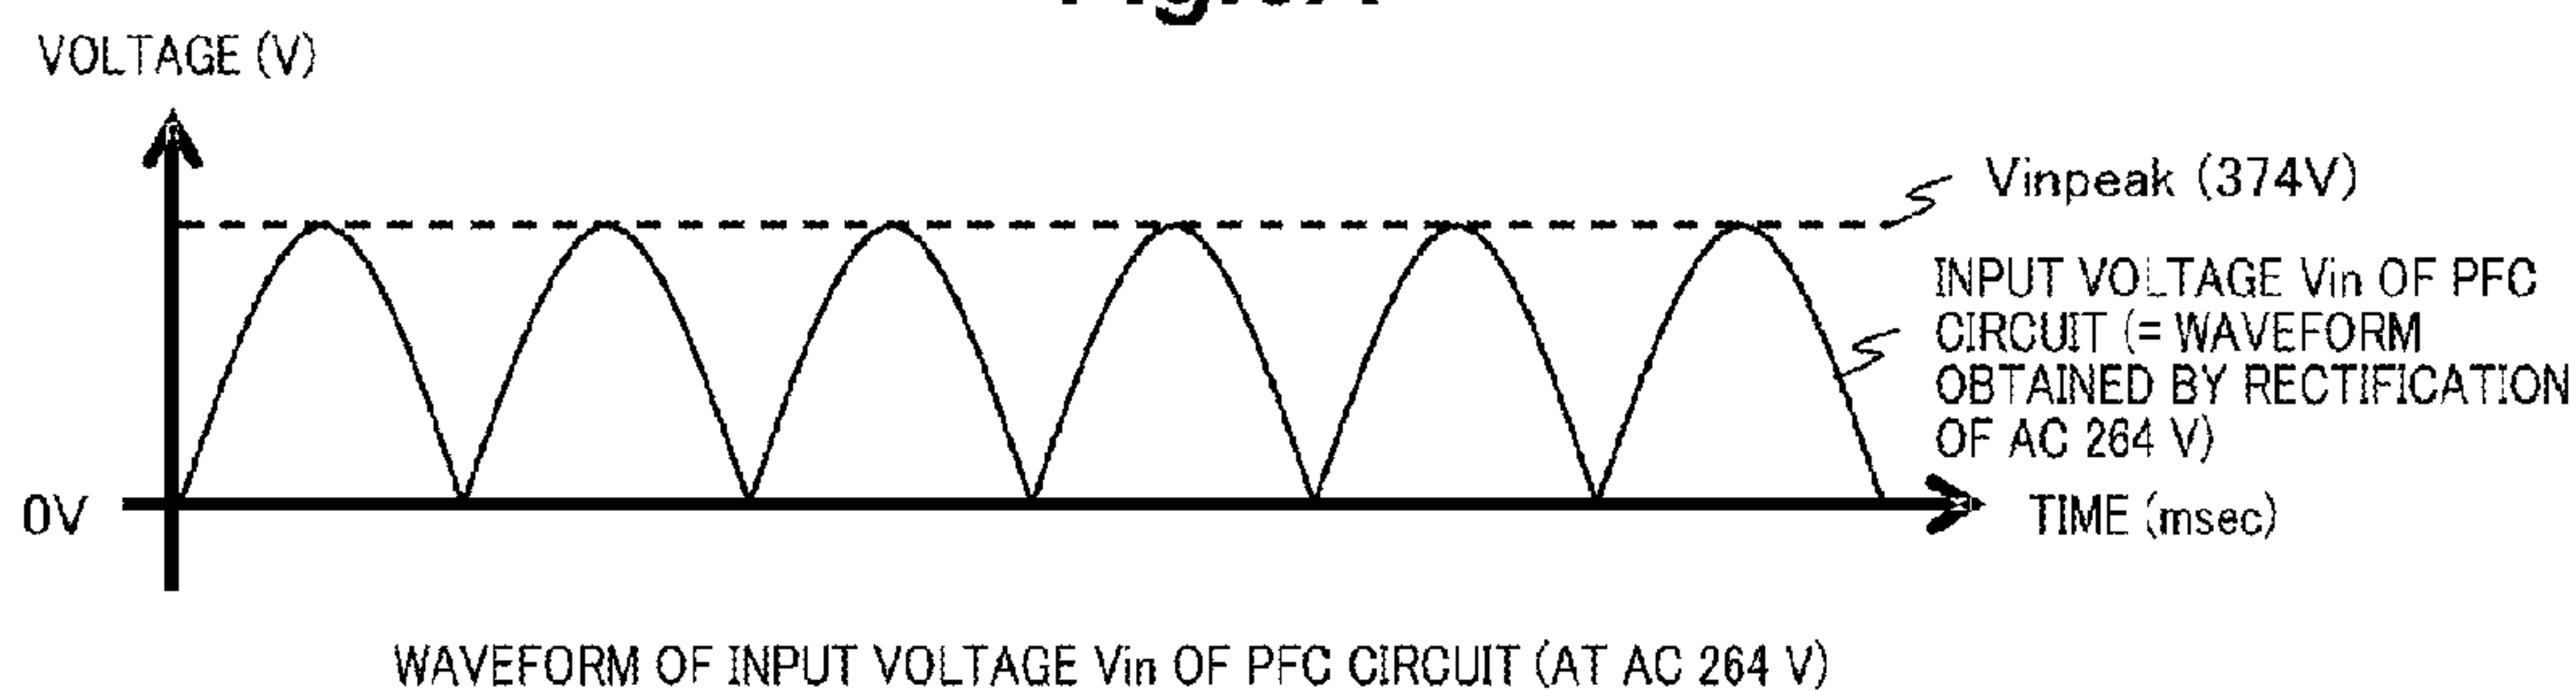 VOLTAGE (V)
Vinpeak (374V)
INPUT VOLTAGE Vin OF PFC
CIRCUIT (= WAVEFORM
OBTAINED BY RECTIFICATION
OF AC 264 V)
0V
TIME (msec)
WAVEFORM OF INPUT VOLTAGE Vin OF PFC CIRCUIT (AT AC 264 V)